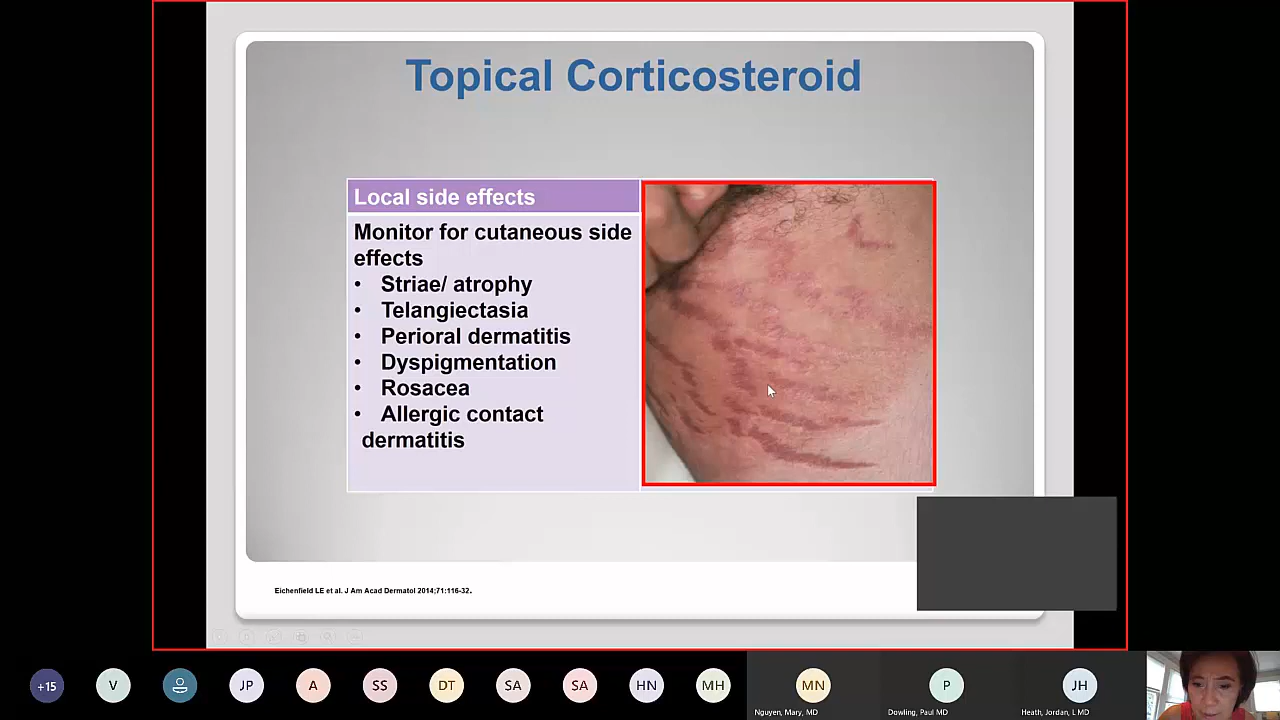 Topical Corticosteroid
Local side effects
Monitor for cutaneous side
effects
• Striae/ atrophy
• Telangiectasia
• Perioral dermatitis
• Dyspigmentation
• Rosacea
• Allergic contact
dermatitis
Eichenfield LE et al. J Am Acad Dermatol 2014;71:116-32.
+15
V
JP
A
SS
DT
SA
SA
HN
MH
MN
DP
JH
Nguyen, Mary, MD
Dowling, Paul MD
Heath, Jordan, L MD